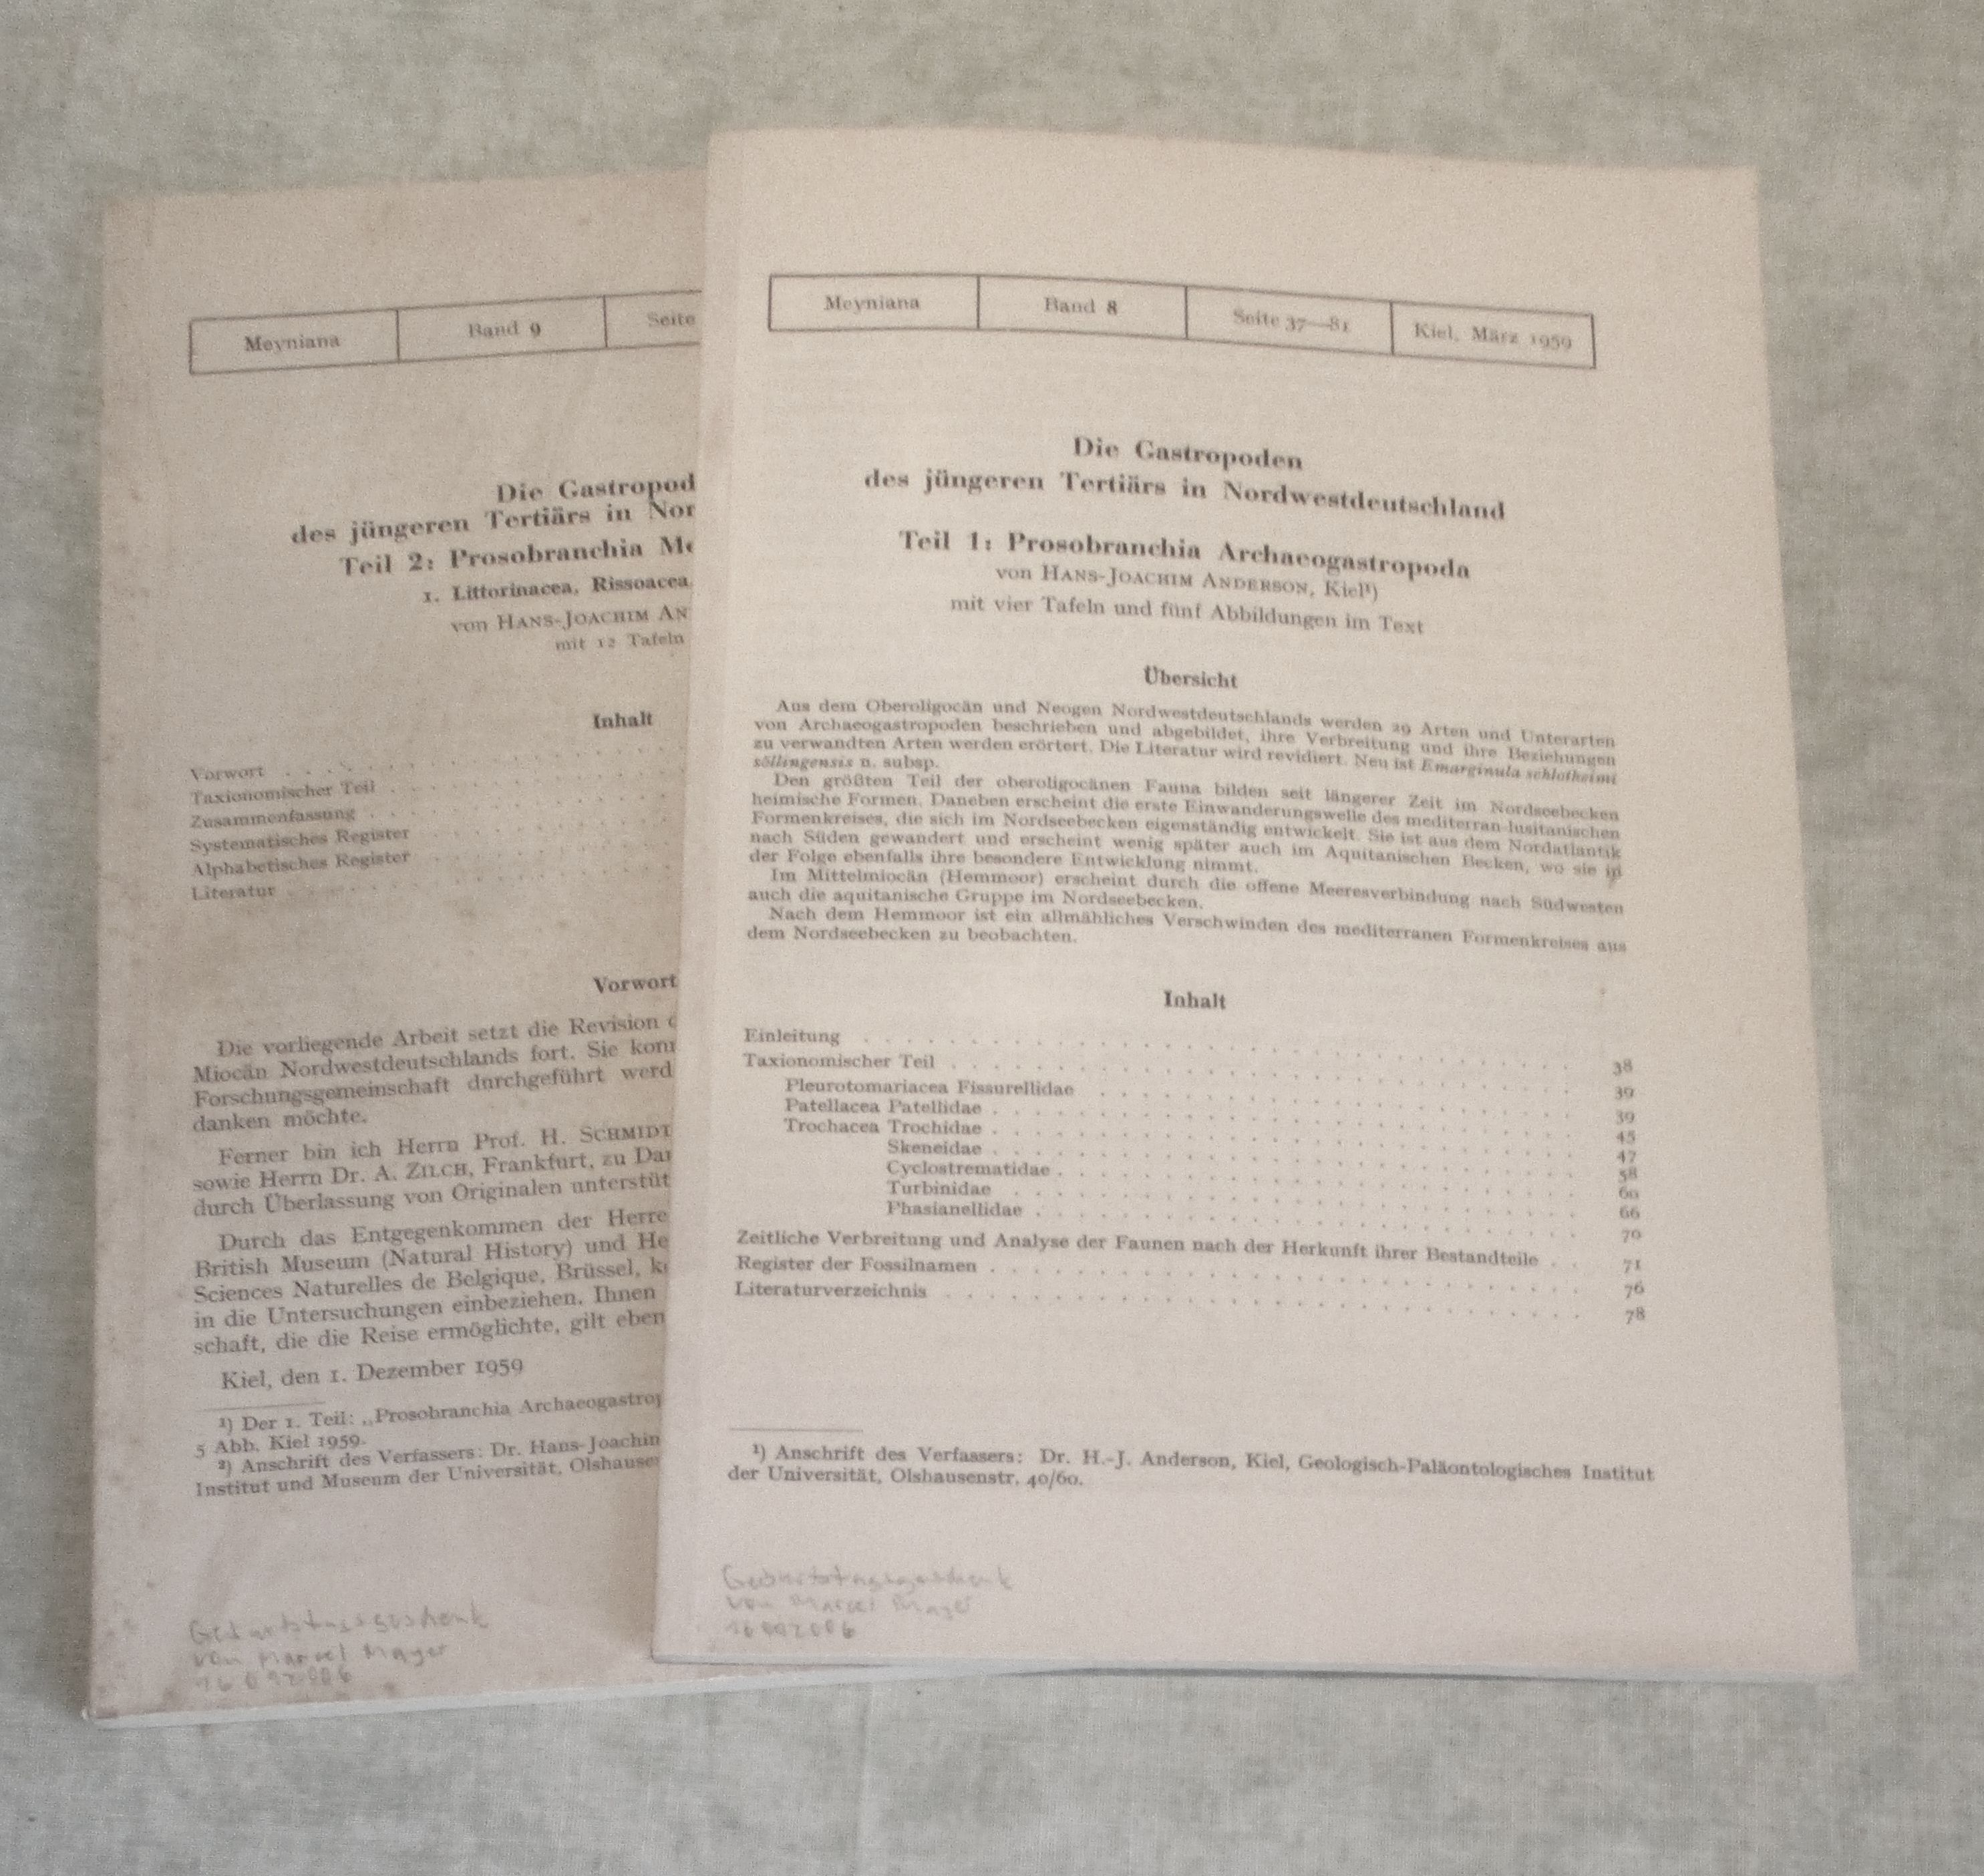 Meyniana
Band 9
Seite
Die Gastropod
des jüngeren Tertiärs in Nor
Teil 2: Prosobranchia Me
1. Littorinacea, Rissoacea,
von HANS-JOACHIM AN
mit 12 Tafeln
Inhalt
Vorwort
Taxionomischer Teil
Zusammenfassung
Systematisches Register
Alphabetisches Register
Literatur
Vorwort
Die vorliegende Arbeit setzt die Revision
Miocän Nordwestdeutschlands fort. Sie konn
Forschungsgemeinschaft durchgeführt werd
danken möchte.
Ferner bin ich Herrn Prof. H. SCHMIDT
sowie Herrn Dr. A. ZILCH, Frankfurt, zu Dan
durch Überlassung von Originalen unterstüt
Durch das Entgegenkommen der Herre
British Museum (Natural History) und He
Sciences Naturelles de Belgique, Brüssel, k
in die Untersuchungen einbeziehen. Ihnen
schaft, die die Reise ermöglichte, gilt eben
Kiel, den 1. Dezember 1959
¹) Der 1. Teil: „Prosobranchia Archaeogastrop
5 Abb. Kiel 1959.
²) Anschrift des Verfassers: Dr. Hans-Joachim
Institut und Museum der Universität, Olshause
Geburtstagsgeschenk
von Marcel Mayer
Meyniana
Band 8
Seite 37—81
Kiel, März 1959
Die Gastropoden
des jüngeren Tertiärs in Nordwestdeutschland
Teil 1: Prosobranchia Archaeogastropoda
von HANS-JOACHIM ANDERSON, Kiel¹)
mit vier Tafeln und fünf Abbildungen im Text
Übersicht
Aus dem Oberoligocän und Neogen Nordwestdeutschlands werden 29 Arten und Unterarten
von Archaeogastropoden beschrieben und abgebildet, ihre Verbreitung und ihre Beziehungen
zu verwandten Arten werden erörtert. Die Literatur wird revidiert. Neu ist Emarginula schlotheimi
söllingensis n. subsp.
Den größten Teil der oberoligocänen Fauna bilden seit längerer Zeit im Nordseebecken
heimische Formen. Daneben erscheint die erste Einwanderungswelle des mediterran-lusitanischen
Formenkreises, die sich im Nordseebecken eigenständig entwickelt. Sie ist aus dem Nordatlantik
nach Süden gewandert und erscheint wenig später auch im Aquitanischen Becken, wo sie in
der Folge ebenfalls ihre besondere Entwicklung nimmt.
Im Mittelmiocän (Hemmoor) erscheint durch die offene Meeresverbindung nach Südwesten
auch die aquitanische Gruppe im Nordseebecken.
Nach dem Hemmoor ist ein allmähliches Verschwinden des mediterranen Formenkreises aus
dem Nordseebecken zu beobachten.
Inhalt
Einleitung . . . 38
Taxionomischer Teil . . . 39
Pleurotomariacea Fissurellidae . . . 39
Patellacea Patellidae . . . 45
Trochacea Trochidae . . . 47
Skeneidae . . . 58
Cyclostrematidae . . . 60
Turbinidae . . . 66
Phasianellidae . . . 70
Zeitliche Verbreitung und Analyse der Faunen nach der Herkunft ihrer Bestandteile . . 71
Register der Fossilnamen . . . 76
Literaturverzeichnis . . . 78
¹) Anschrift des Verfassers: Dr. H.-J. Anderson, Kiel, Geologisch-Paläontologisches Institut
der Universität, Olshausenstr. 40/60.
Geburtstagsgeschenk
von Marcel Mayer